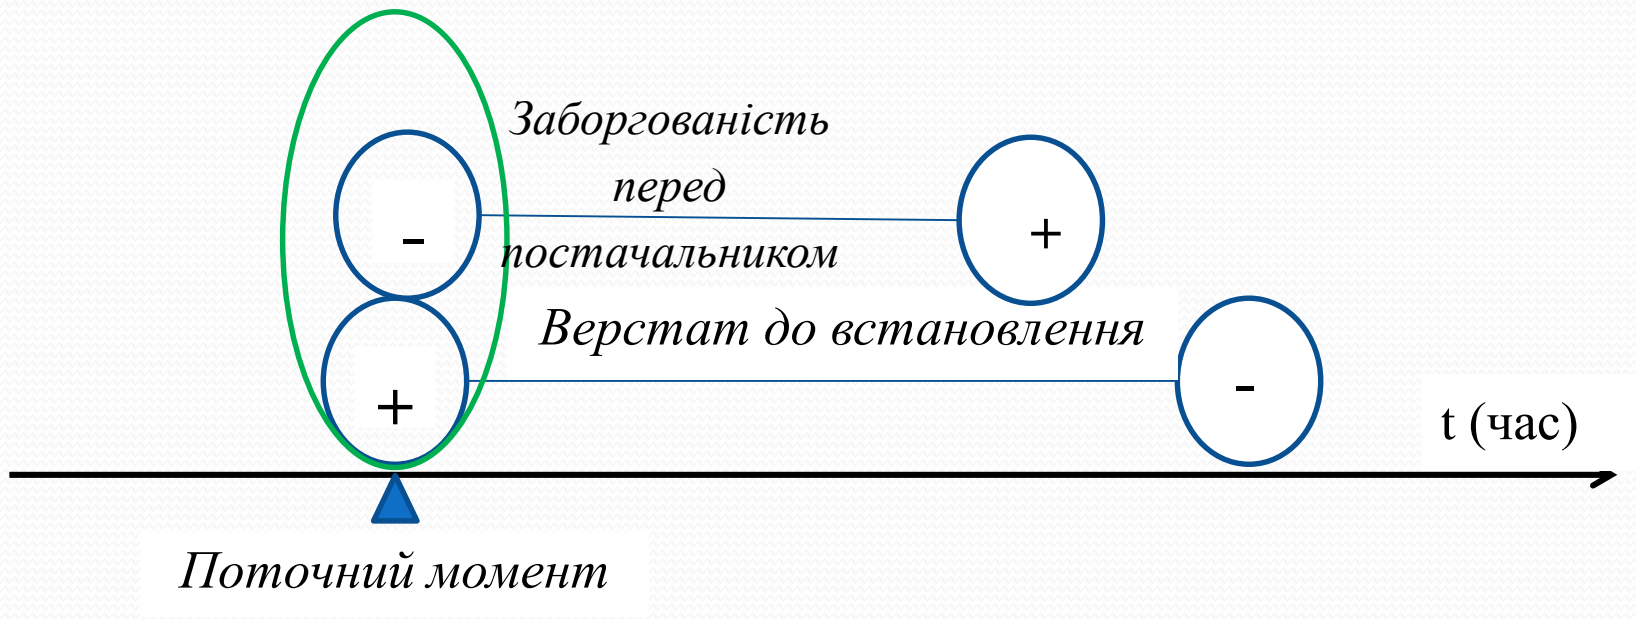 Заборгованість
перед
-
+
постачальником
Верстат до встановлення
+
-
t (час)
Поточний момент